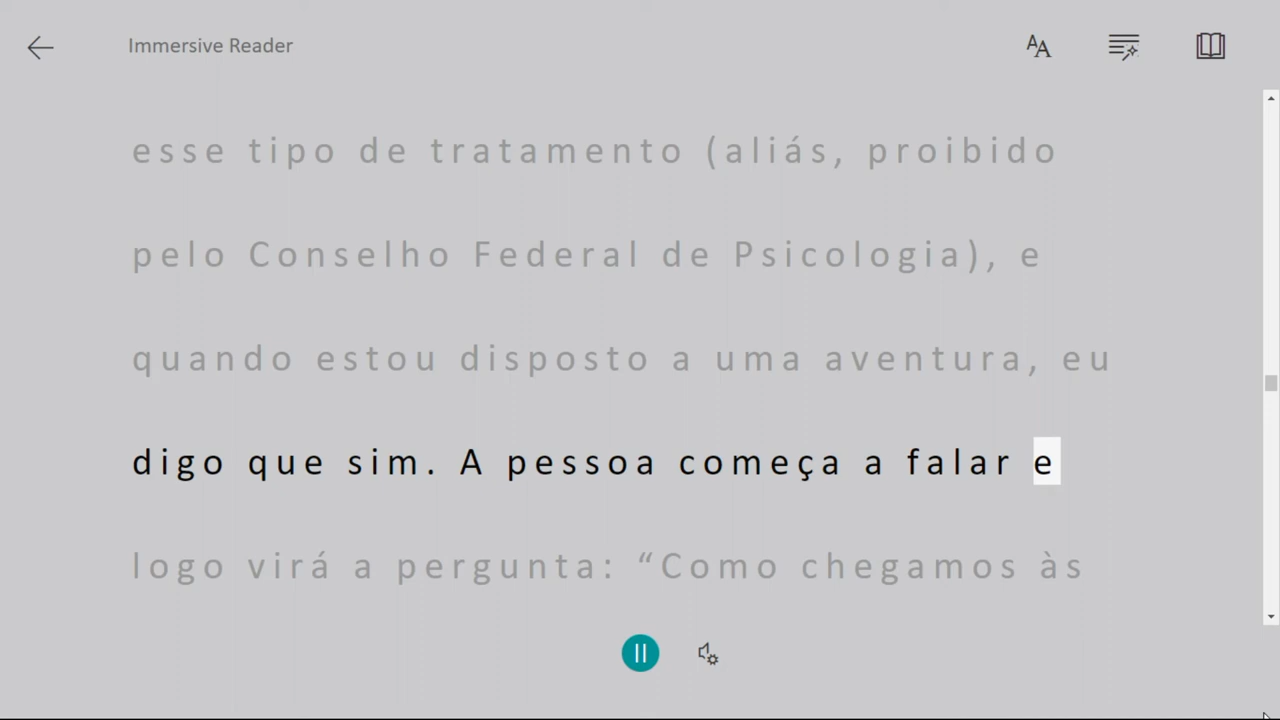 Immersive Reader
esse tipo de tratamento (aliás, proibido
pelo Conselho Federal de Psicologia), e
quando estou disposto a uma aventura, eu
digo que sim. A pessoa começa a falar e
logo virá a pergunta: “Como chegamos às